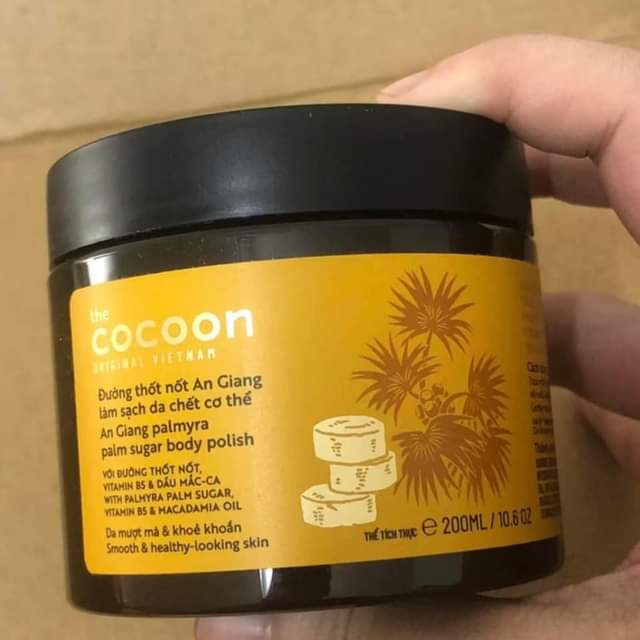 the
cocoon
ORIGINAL VIETNAM
Đường thốt nốt An Giang
làm sạch da chết cơ thể
An Giang palmyra
palm sugar body polish
VỚI ĐƯỜNG THỐT NỐT,
VITAMIN B5 & DẦU MẮC-CA
WITH PALMYRA PALM SUGAR,
VITAMIN B5 & MACADAMIA OIL
Da mượt mà & khoẻ khoắn
Smooth & healthy-looking skin
THỂ TÍCH THỰC e 200ML / 10.6 OZ